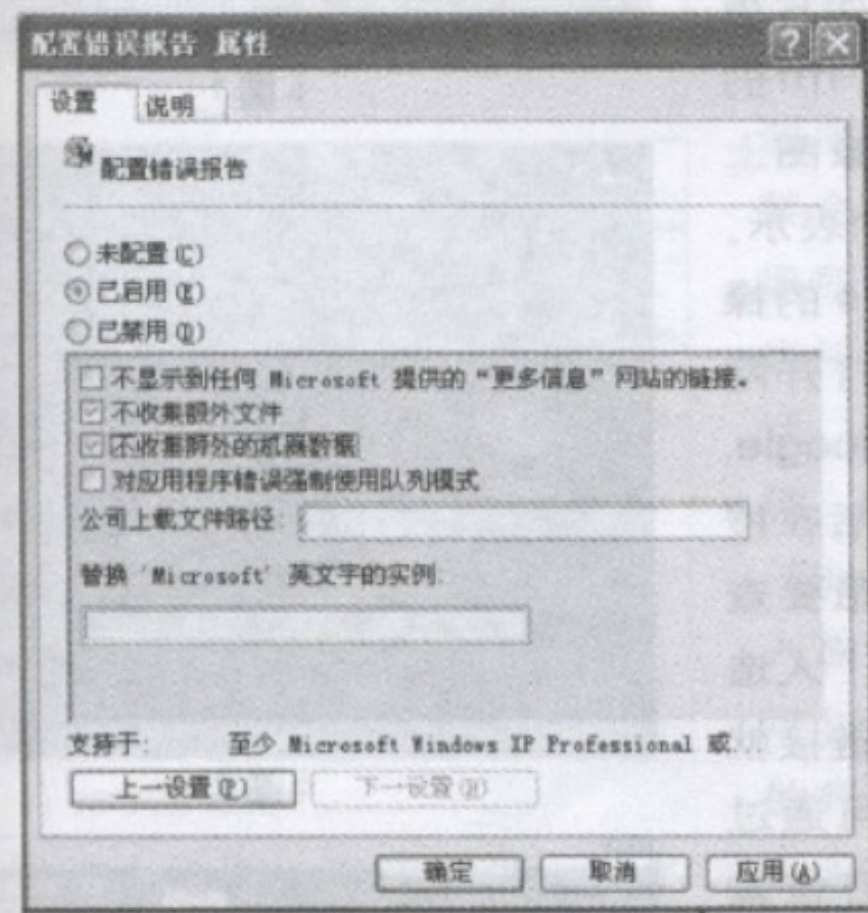 配置错误报告 属性
设置 说明
配置错误报告
未配置(C)
已启用(E)
已禁用(D)
不显示到任何 Microsoft 提供的“更多信息”网站的链接。
不收集额外文件
不收集额外的机器数据
对应用程序错误强制使用队列模式
公司上载文件路径:
替换 'Microsoft' 英文字的实例:
支持于: 至少 Microsoft Windows XP Professional 或
上一设置(P) 下一设置(N)
确定 取消 应用(A)